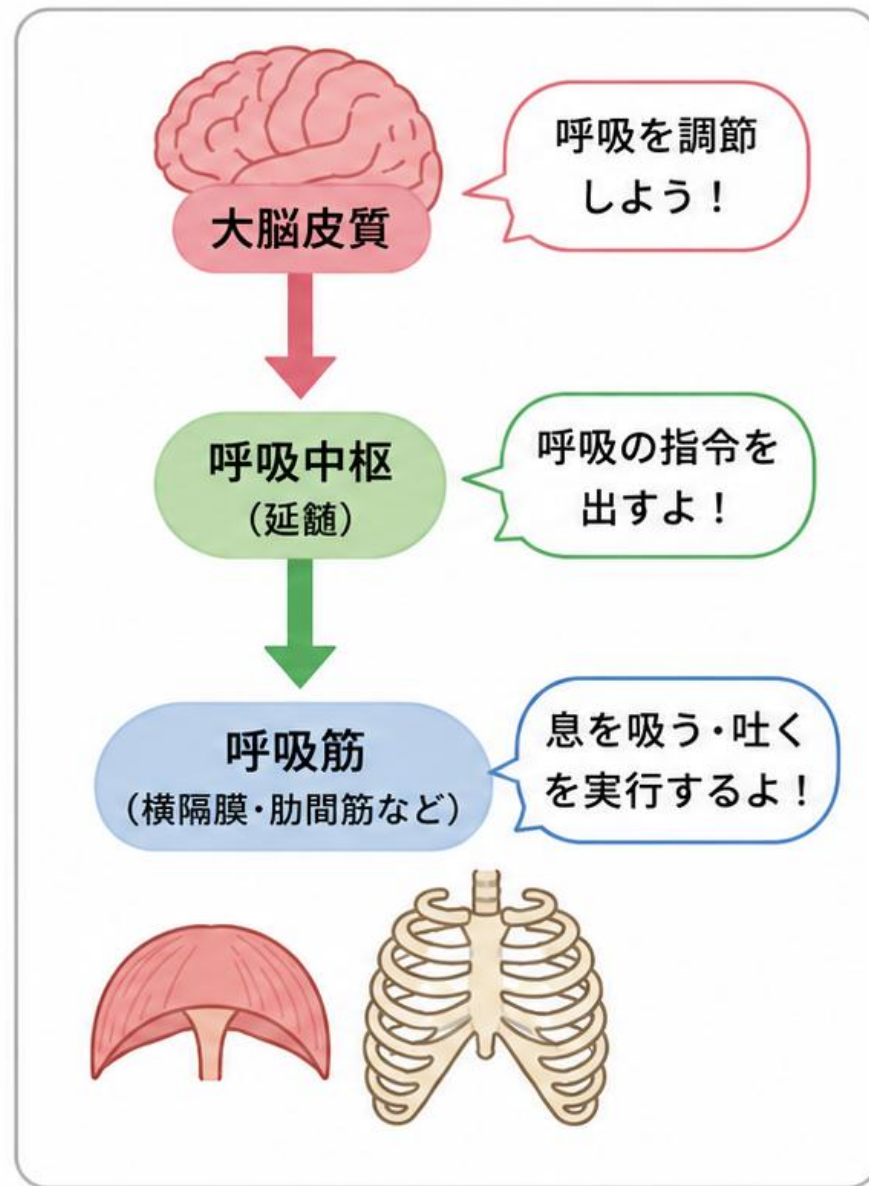 呼吸を調節
しよう！
大脳皮質
呼吸中枢
（延髄）
呼吸の指令を
出すよ！
呼吸筋
（横隔膜・肋間筋など）
息を吸う・吐く
を実行するよ！